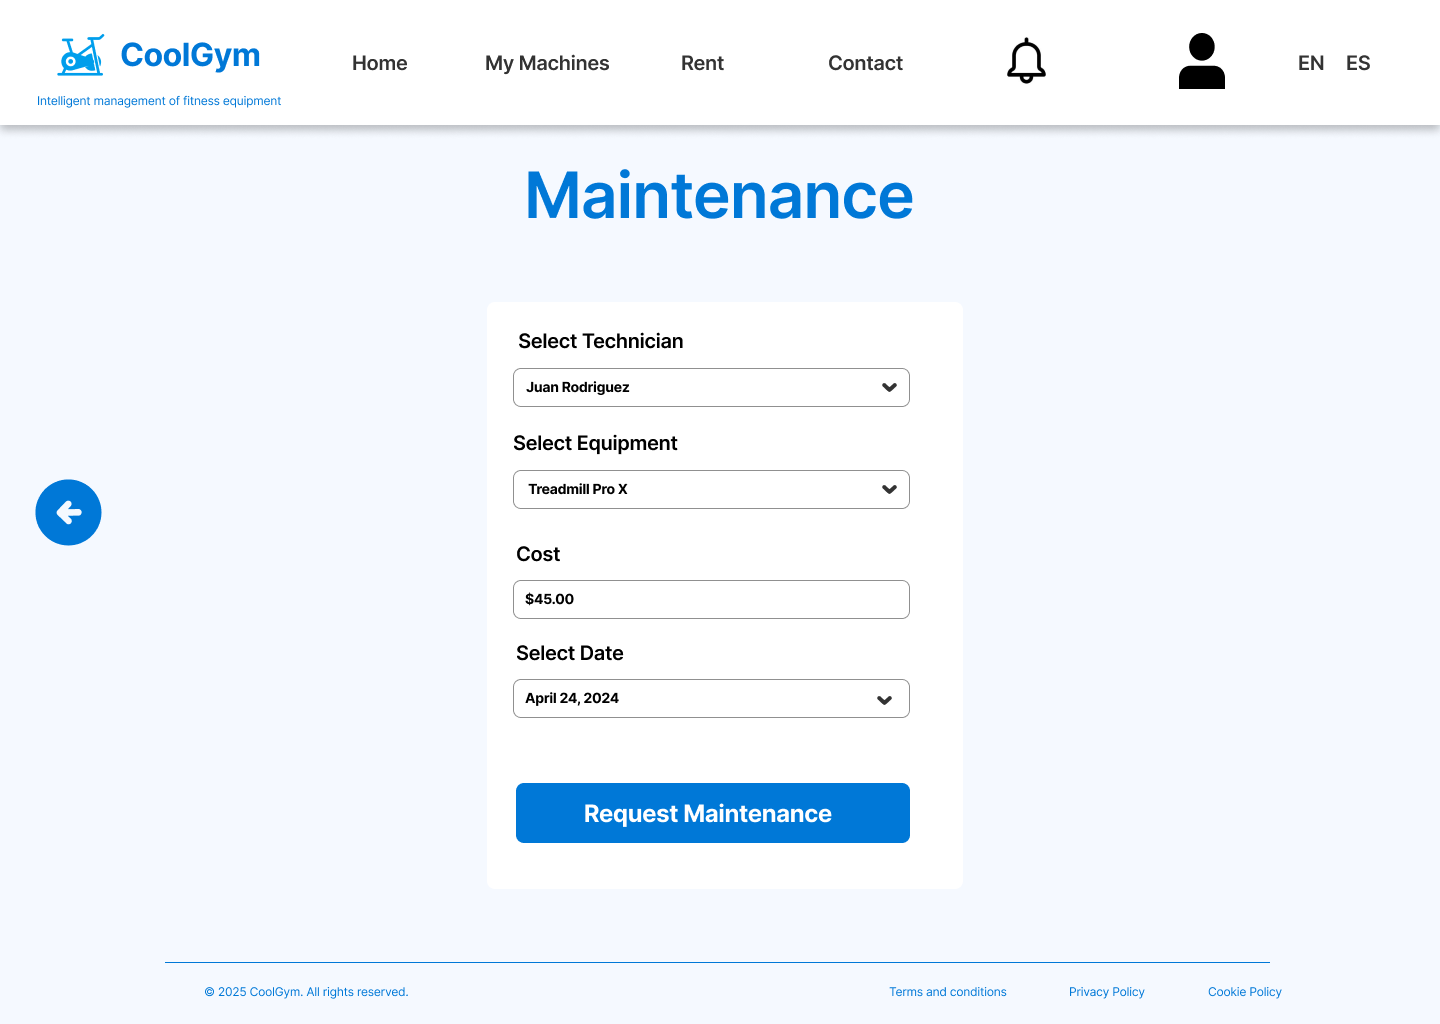 CoolGym
Intelligent management of fitness equipment
Home
My Machines
Rent
Contact
EN
ES
Maintenance
Select Technician
Juan Rodriguez
Select Equipment
Treadmill Pro X
Cost
$45.00
Select Date
April 24, 2024
Request Maintenance
© 2025 CoolGym. All rights reserved.
Terms and conditions
Privacy Policy
Cookie Policy